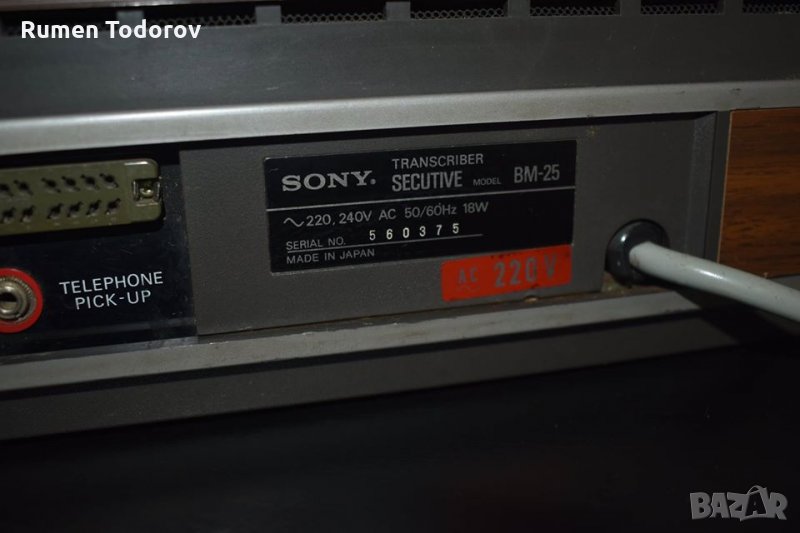 Rumen Todorov
TELEPHONE
PICK-UP
SONY.
TRANSCRIBER
SECUTIVE MODEL BM-25
~220, 240V AC 50/60Hz 18W
SERIAL NO. 560375
MADE IN JAPAN
AC 220V
BAZAR